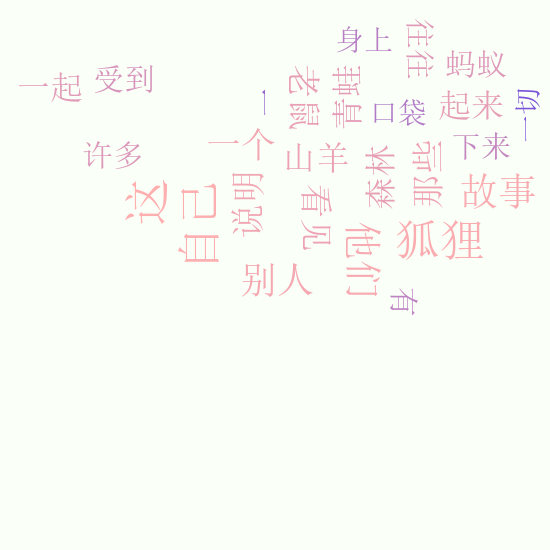 身上
往往
蚂蚁
一起
受到
老鼠
青蛙
一
口袋
起来
一切
许多
一个
山羊
森林
那些
下来
这
自己
说明
看见
他们
狐狸
故事
别人
有